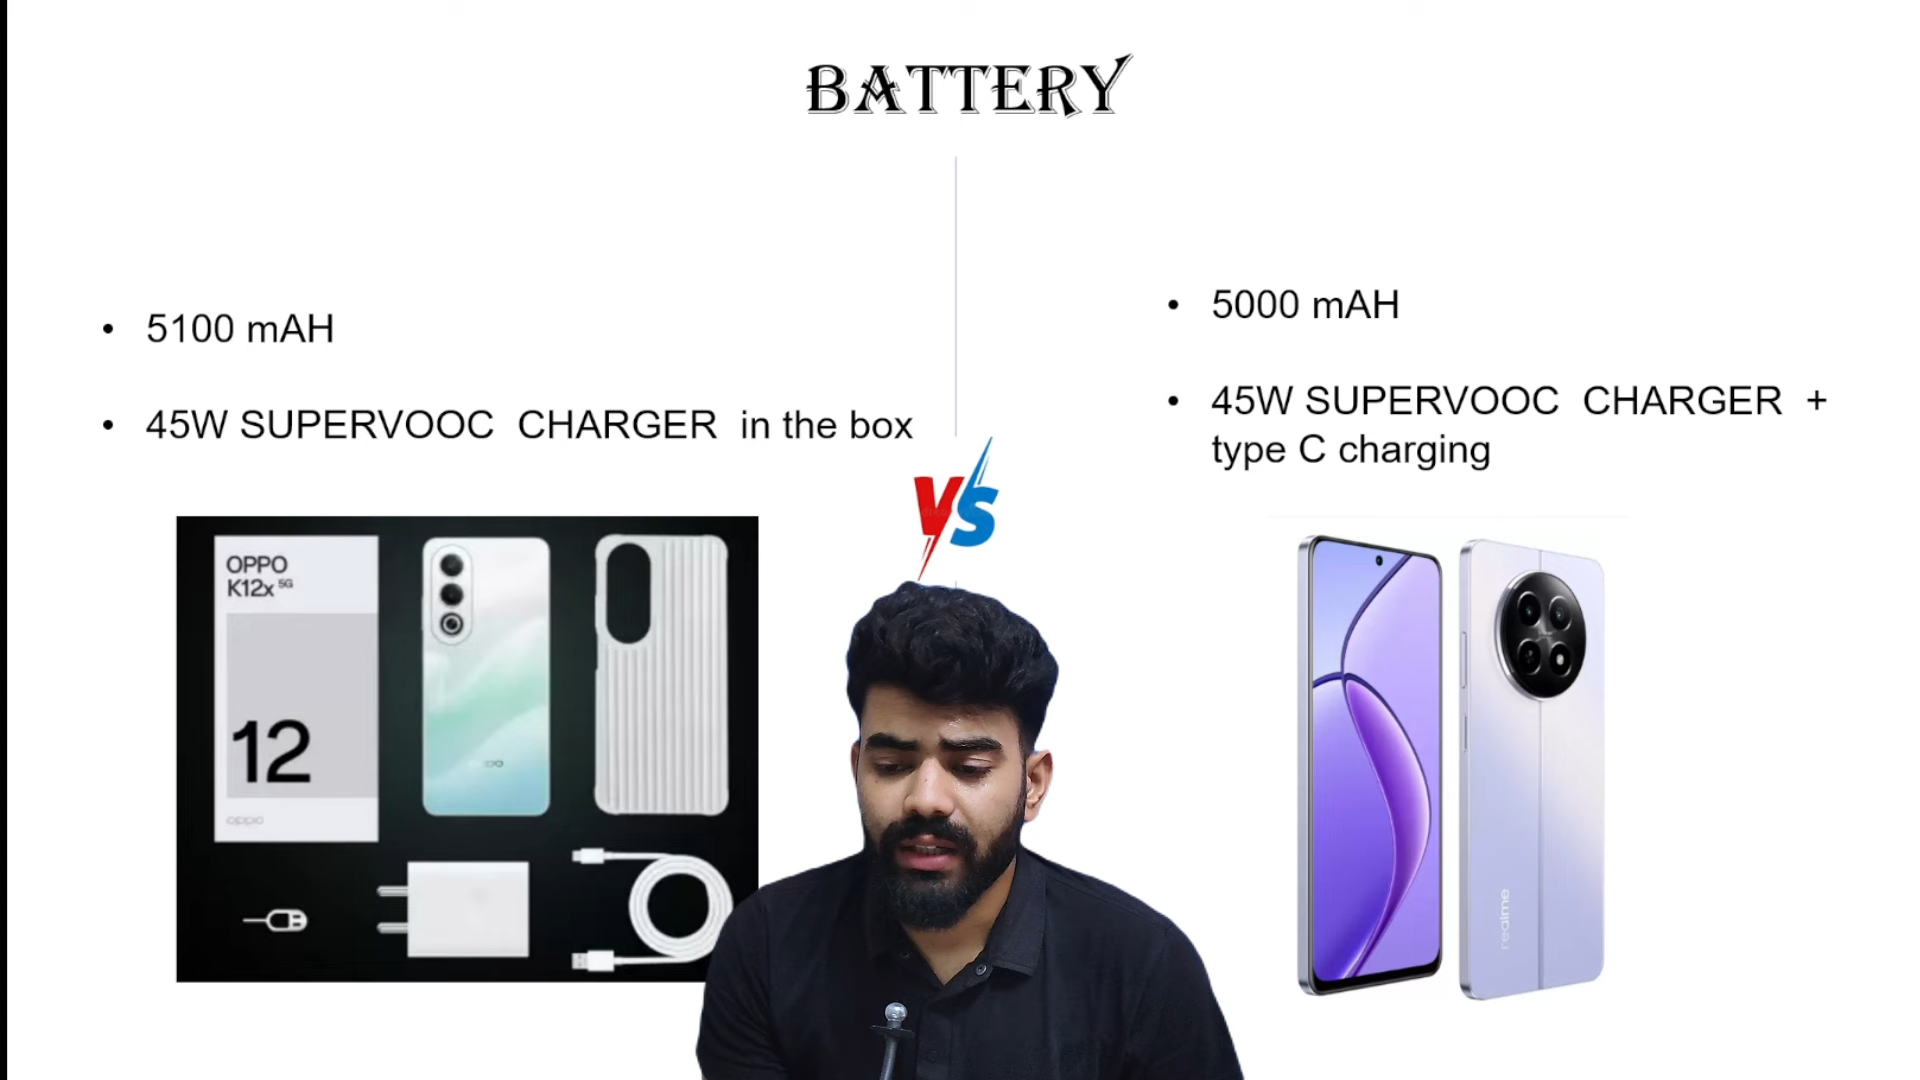 BATTERY
• 5100 mAH
• 45W SUPERVOOC CHARGER in the box
• 5000 mAH
• 45W SUPERVOOC CHARGER +
type C charging
VS
OPPO
K12x 5G
12
oppo
realme